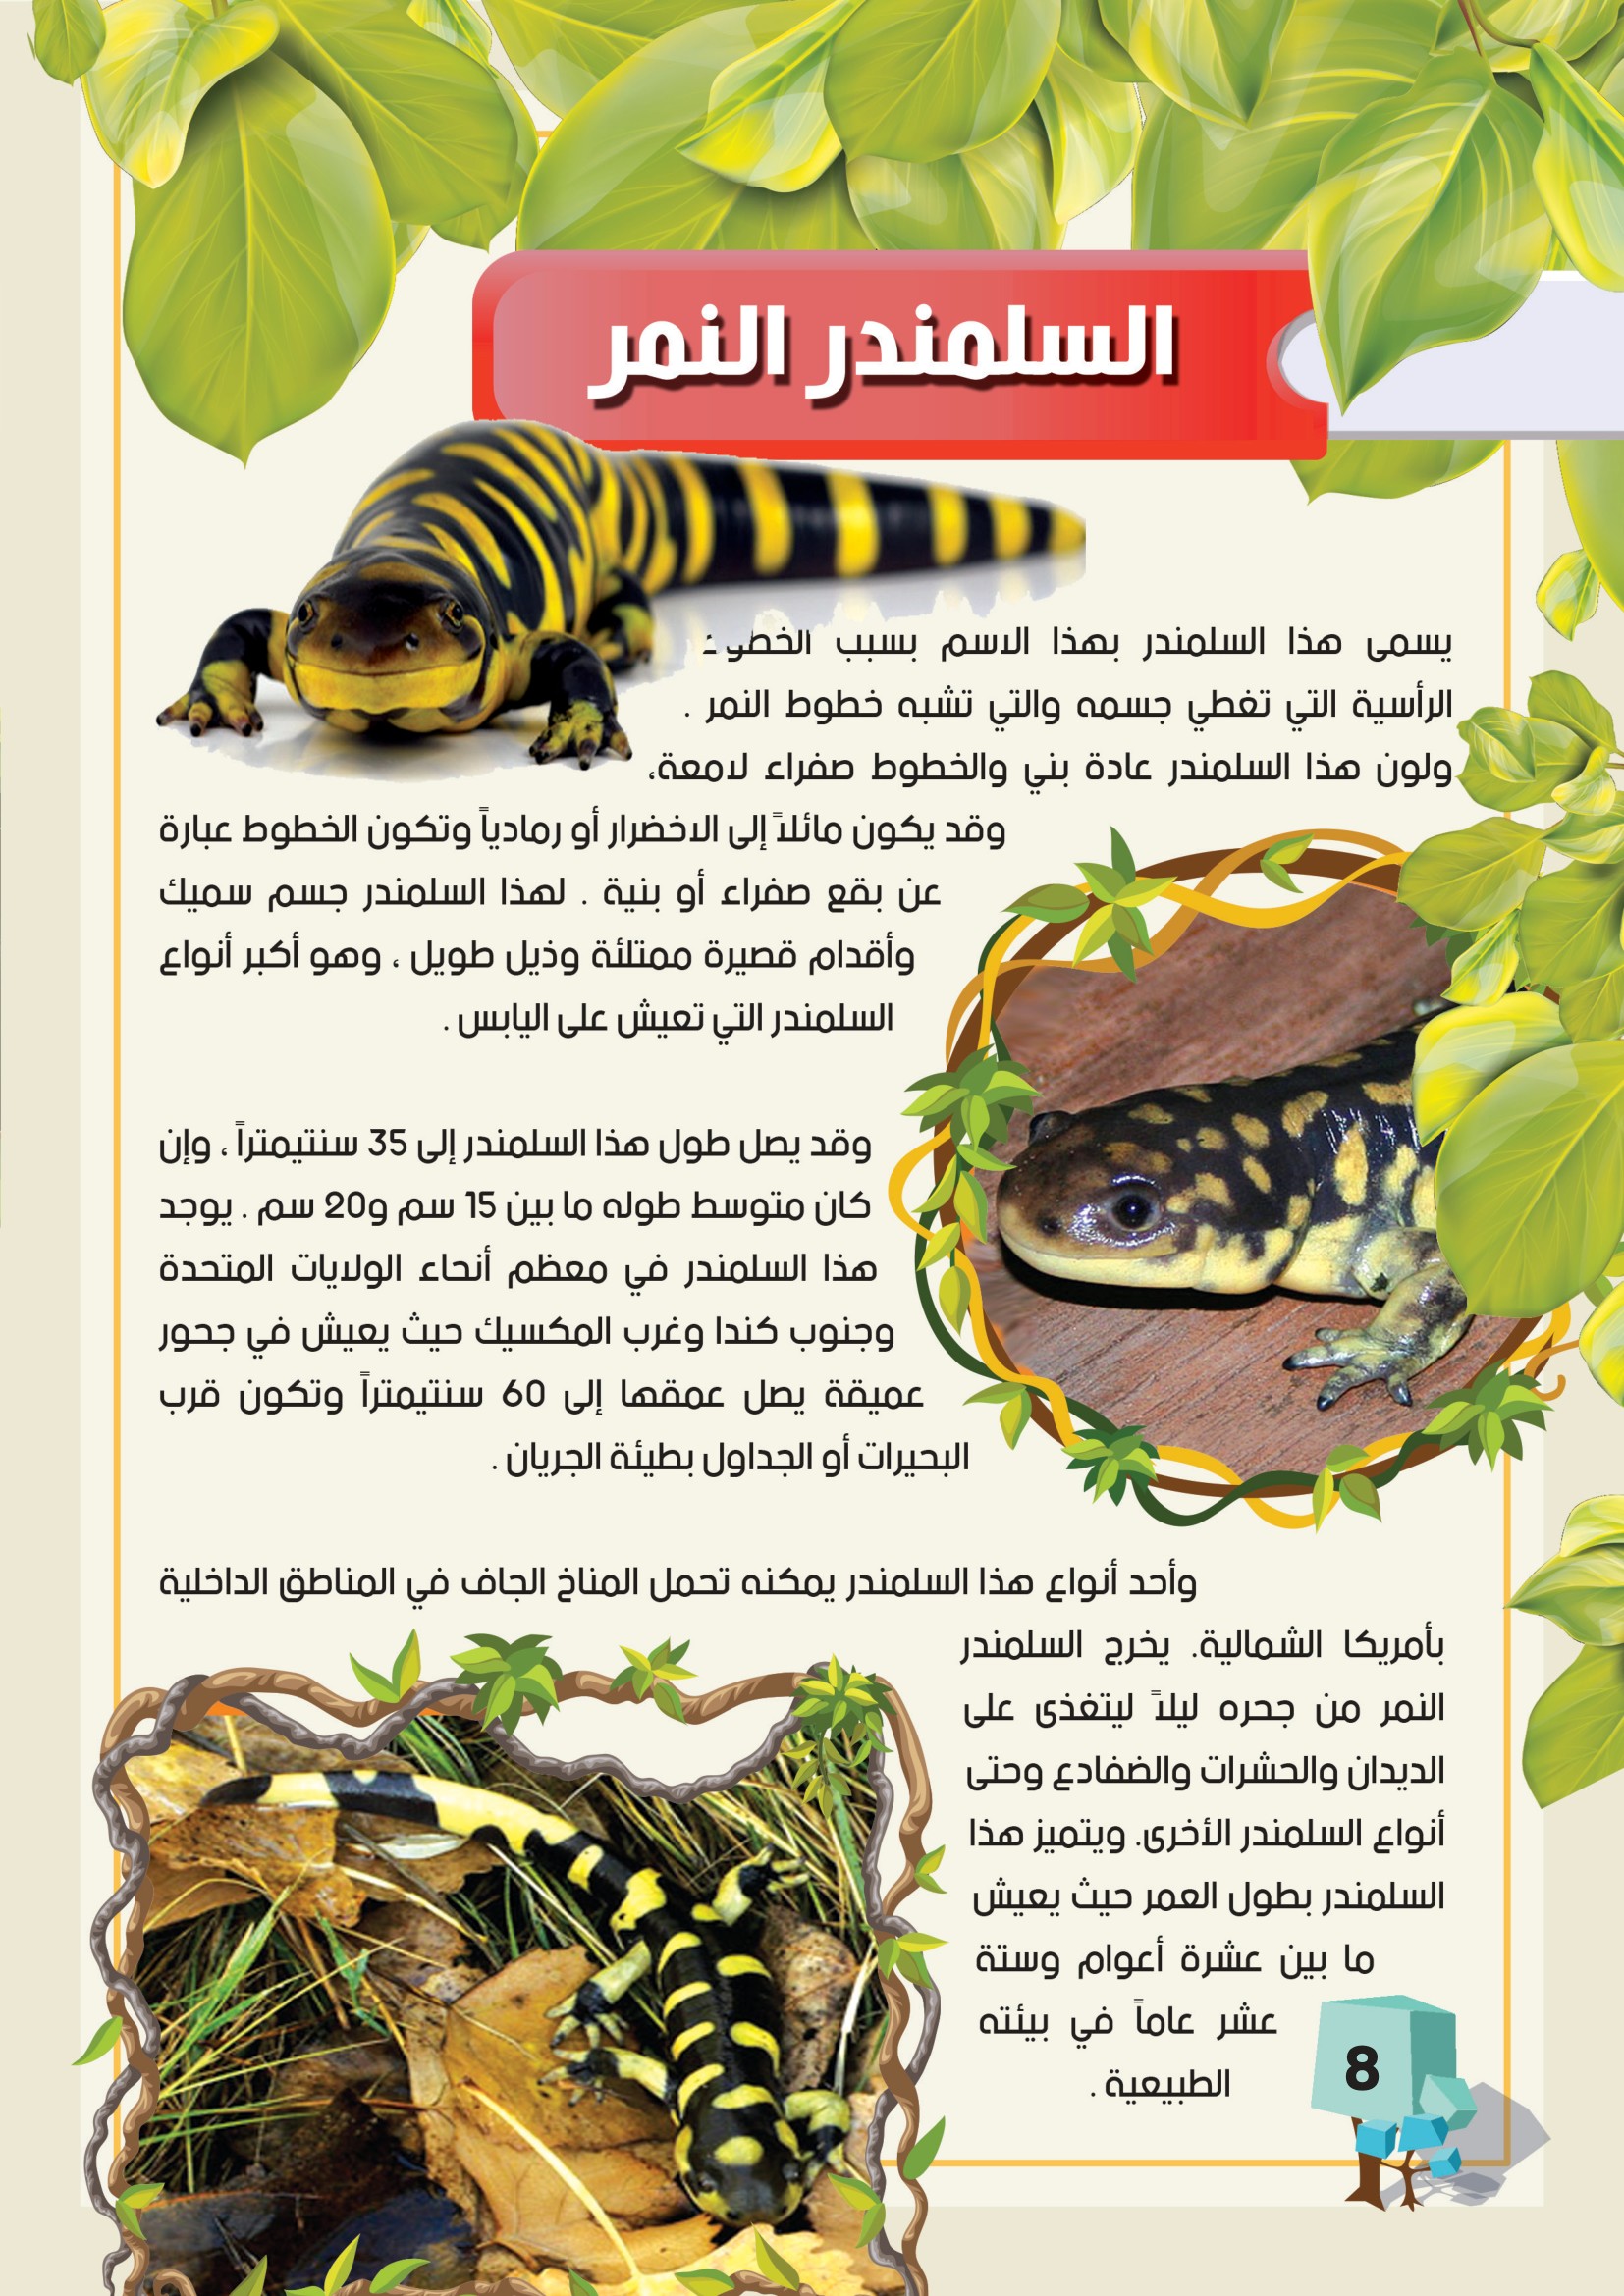 السلمندر النمر
يسمى هذا السلمندر بهذا الاسم بسبب
الرأسية التي تغطي جسمه والتي تشبه خطوط النمر .
ولون هذا السلمندر عادة بني والخطوط صفراء لامعة،
وقد يكون مائلاً إلى الاخضرار أو رمادياً وتكون الخطوط عبارة
عن بقع صفراء أو بنية . لهذا السلمندر جسم سميك
وأقدام قصيرة ممتلئة وذيل طويل ، وهو أكبر أنواع
السلمندر التي تعيش على اليابس .
وقد يصل طول هذا السلمندر إلى 35 سنتيمتراً ، وإن
كان متوسط طوله ما بين 15 سم و20 سم . يوجد
هذا السلمندر في معظم أنحاء الولايات المتحدة
وجنوب كندا وغرب المكسيك حيث يعيش في جحور
عميقة يصل عمقها إلى 60 سنتيمتراً وتكون قرب
البحيرات أو الجداول بطيئة الجريان .
وأحد أنواع هذا السلمندر يمكنه تحمل المناخ الجاف في المناطق الداخلية
بأمريكا الشمالية. يخرج السلمندر
النمر من جحره ليلاً ليتغذى على
الديدان والحشرات والضفادع وحتى
أنواع السلمندر الأخرى. ويتميز هذا
السلمندر بطول العمر حيث يعيش
ما بين عشرة أعوام وستة
عشر عاماً في بيئته
الطبيعية .
8